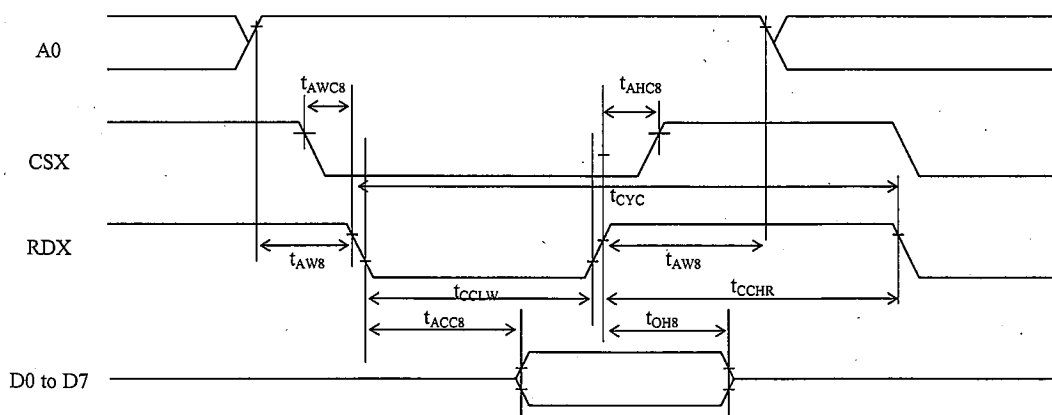 A0
tAWC8
tAHC8
CSX
tCYC
RDX
tAW8
tAW8
tCCLW
tCCHR
tACC8
tOH8
D0 to D7